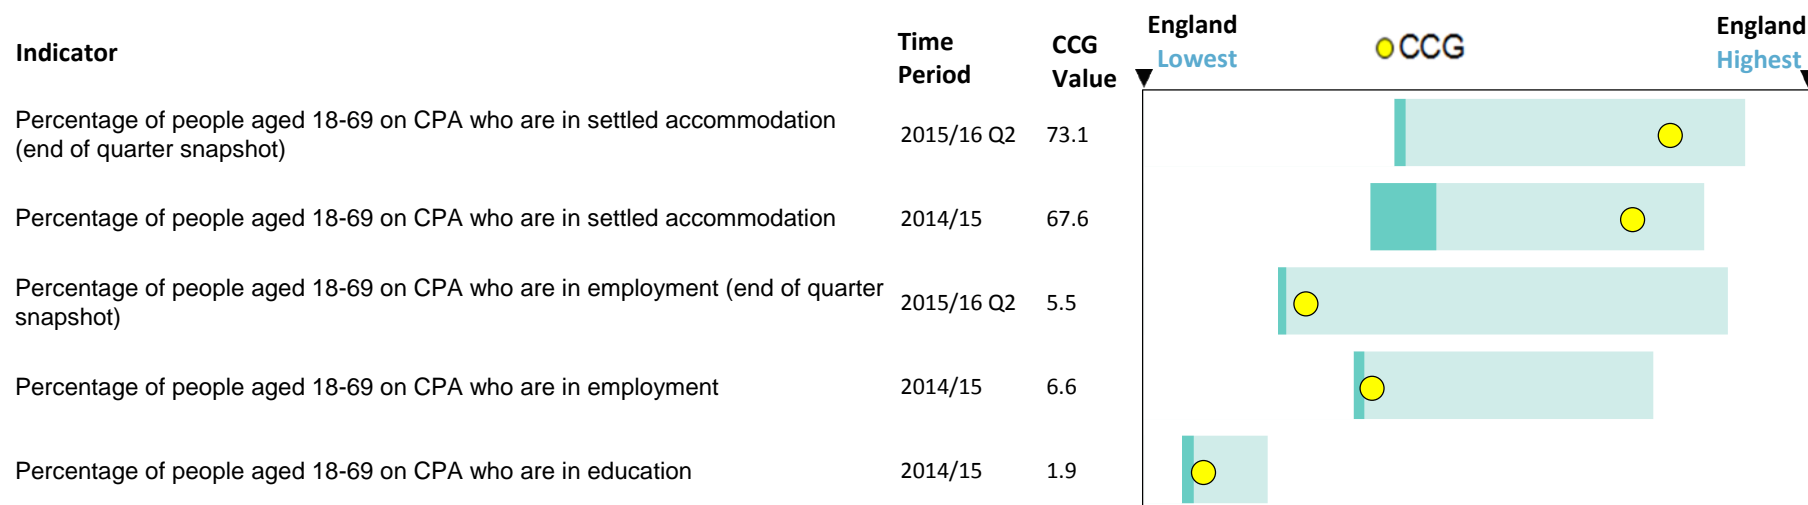 Indicator
Time
Period
CCG
Value
England
Lowest
CCG
England
Highest
Percentage of people aged 18-69 on CPA who are in settled accommodation
(end of quarter snapshot)
2015/16 Q2
73.1
Percentage of people aged 18-69 on CPA who are in settled accommodation
2014/15
67.6
Percentage of people aged 18-69 on CPA who are in employment (end of quarter
snapshot)
2015/16 Q2
5.5
Percentage of people aged 18-69 on CPA who are in employment
2014/15
6.6
Percentage of people aged 18-69 on CPA who are in education
2014/15
1.9